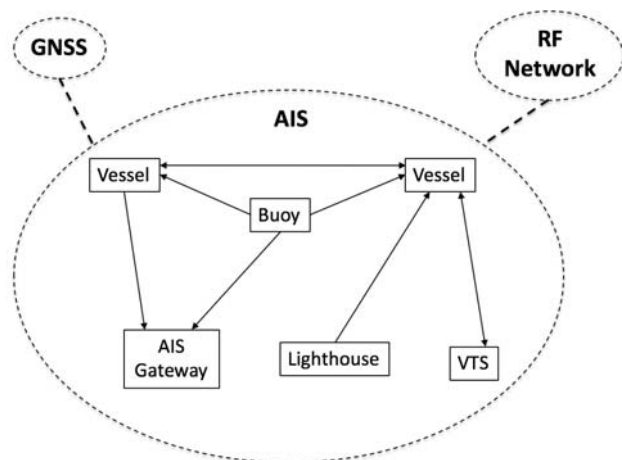 GNSS
RF
Network
AIS
Vessel
Vessel
Buoy
AIS
Gateway
Lighthouse
VTS